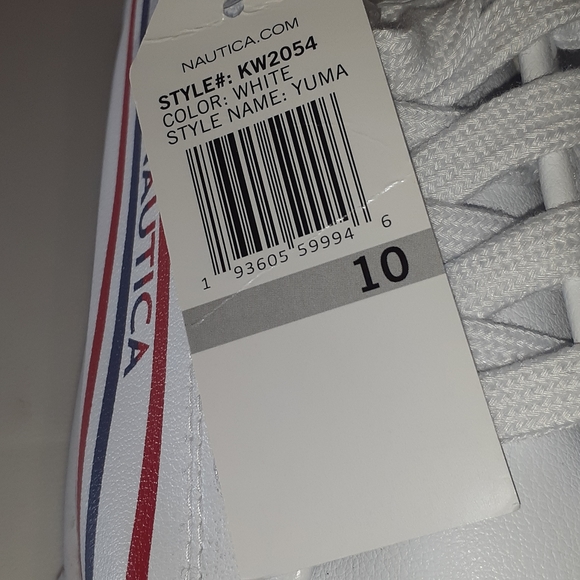 NAUTICA.COM
STYLE#: KW2054
COLOR: WHITE
STYLE NAME: YUMA
1 93605 59994 6
10
NAUTICA